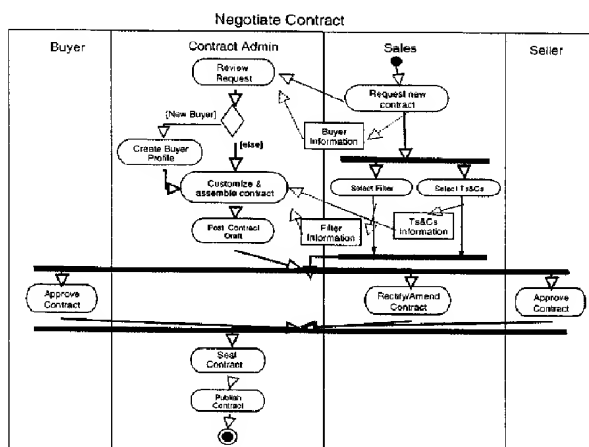 Negotiate Contract
Buyer
Contract Admin
Sales
Seller
Review
Request
Request new
contract
[New Buyer]
Buyer
Information
[else]
Create Buyer
Profile
Customize &
assemble contract
Select Filter
Select Ts&Cs
Post Contract
Draft
Filter
Information
Ts&Cs
Information
Approve
Contract
Rectify/Amend
Contract
Approve
Contract
Seal
Contract
Publish
Contract